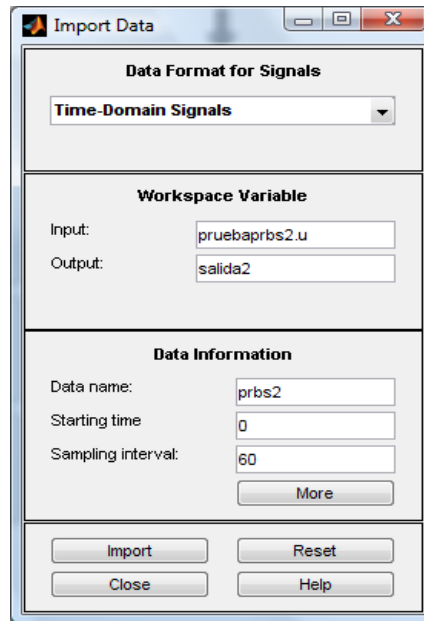 Import Data
Data Format for Signals
Time-Domain Signals
Workspace Variable
Input: pruebaprbs2.u
Output: salida2
Data Information
Data name: prbs2
Starting time 0
Sampling interval: 60
More
Import Reset
Close Help